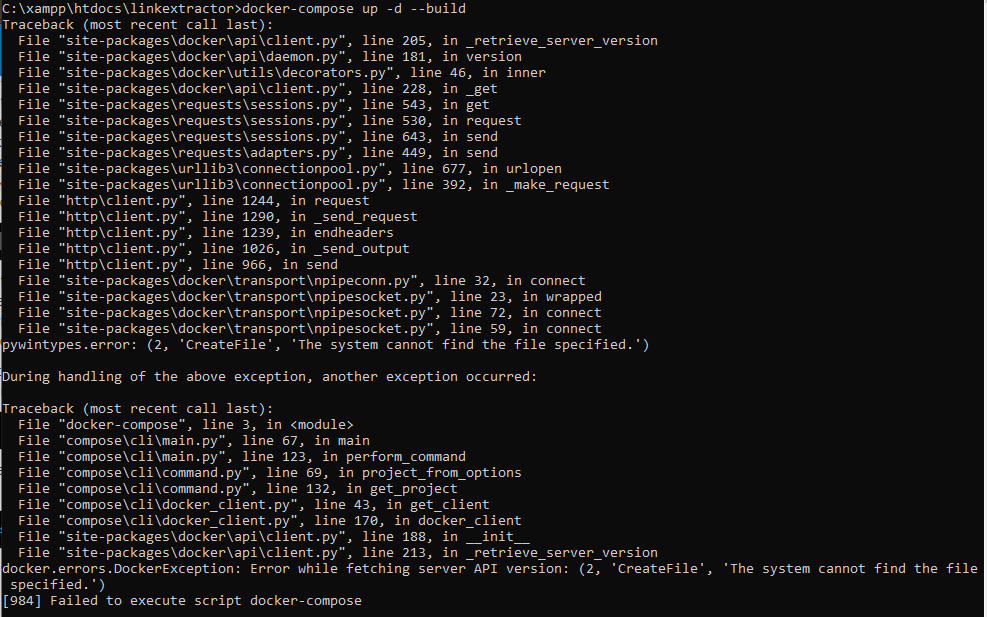 C:\xampp\htdocs\linkextractor>docker-compose up -d --build
Traceback (most recent call last):
  File "site-packages\docker\api\client.py", line 205, in _retrieve_server_version
  File "site-packages\docker\api\daemon.py", line 181, in version
  File "site-packages\docker\utils\decorators.py", line 46, in inner
  File "site-packages\docker\api\client.py", line 228, in _get
  File "site-packages\requests\sessions.py", line 543, in get
  File "site-packages\requests\sessions.py", line 530, in request
  File "site-packages\requests\sessions.py", line 643, in send
  File "site-packages\requests\adapters.py", line 449, in send
  File "site-packages\urllib3\connectionpool.py", line 677, in urlopen
  File "site-packages\urllib3\connectionpool.py", line 392, in _make_request
  File "http\client.py", line 1244, in request
  File "http\client.py", line 1290, in _send_request
  File "http\client.py", line 1239, in endheaders
  File "http\client.py", line 1026, in _send_output
  File "http\client.py", line 966, in send
  File "site-packages\docker\transport\npipeconn.py", line 32, in connect
  File "site-packages\docker\transport\npipesocket.py", line 23, in wrapped
  File "site-packages\docker\transport\npipesocket.py", line 72, in connect
  File "site-packages\docker\transport\npipesocket.py", line 59, in connect
pywintypes.error: (2, 'CreateFile', 'The system cannot find the file specified.')

During handling of the above exception, another exception occurred:

Traceback (most recent call last):
  File "docker-compose", line 3, in <module>
  File "compose\cli\main.py", line 67, in main
  File "compose\cli\main.py", line 123, in perform_command
  File "compose\cli\command.py", line 69, in project_from_options
  File "compose\cli\command.py", line 132, in get_project
  File "compose\cli\docker_client.py", line 43, in get_client
  File "compose\cli\docker_client.py", line 170, in docker_client
  File "site-packages\docker\api\client.py", line 188, in __init__
  File "site-packages\docker\api\client.py", line 213, in _retrieve_server_version
docker.errors.DockerException: Error while fetching server API version: (2, 'CreateFile', 'The system cannot find the file
 specified.')
[984] Failed to execute script docker-compose